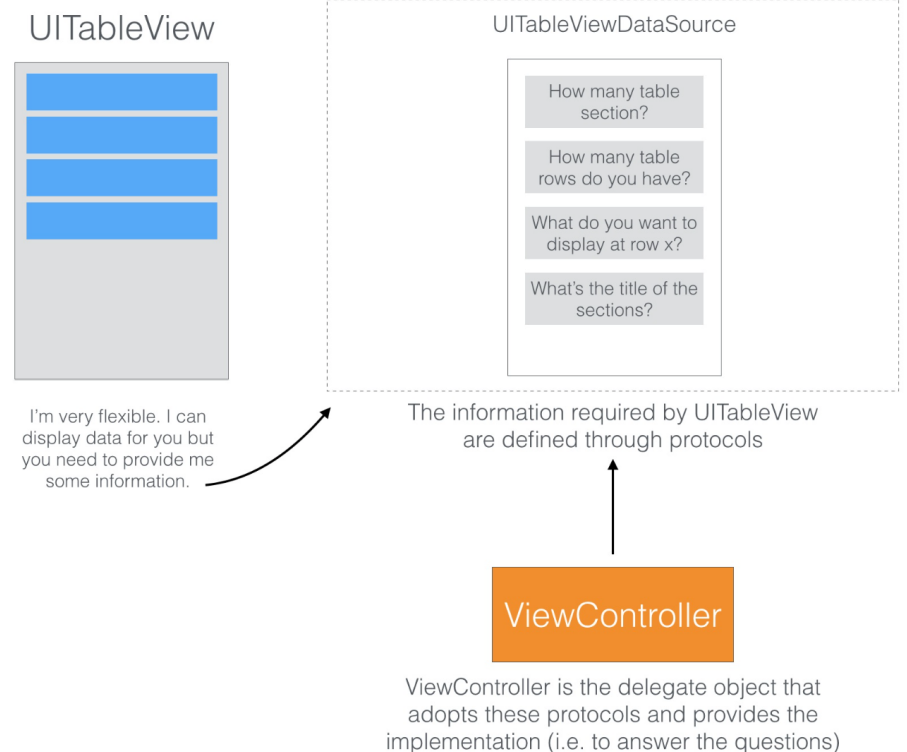 UITableView
UITableViewDataSource
How many table
section?
How many table
rows do you have?
What do you want to
display at row x?
What's the title of the
sections?
I'm very flexible. I can
display data for you but
you need to provide me
some information.
The information required by UITableView
are defined through protocols
ViewController
ViewController is the delegate object that
adopts these protocols and provides the
implementation (i.e. to answer the questions)